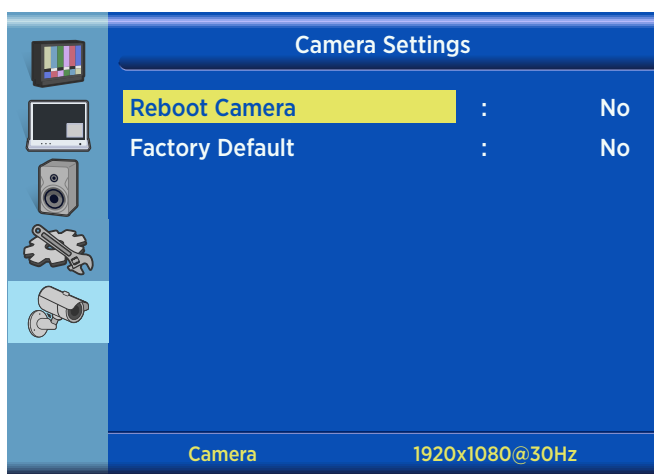 Camera Settings
Reboot Camera : No
Factory Default : No
Camera 1920x1080@30Hz